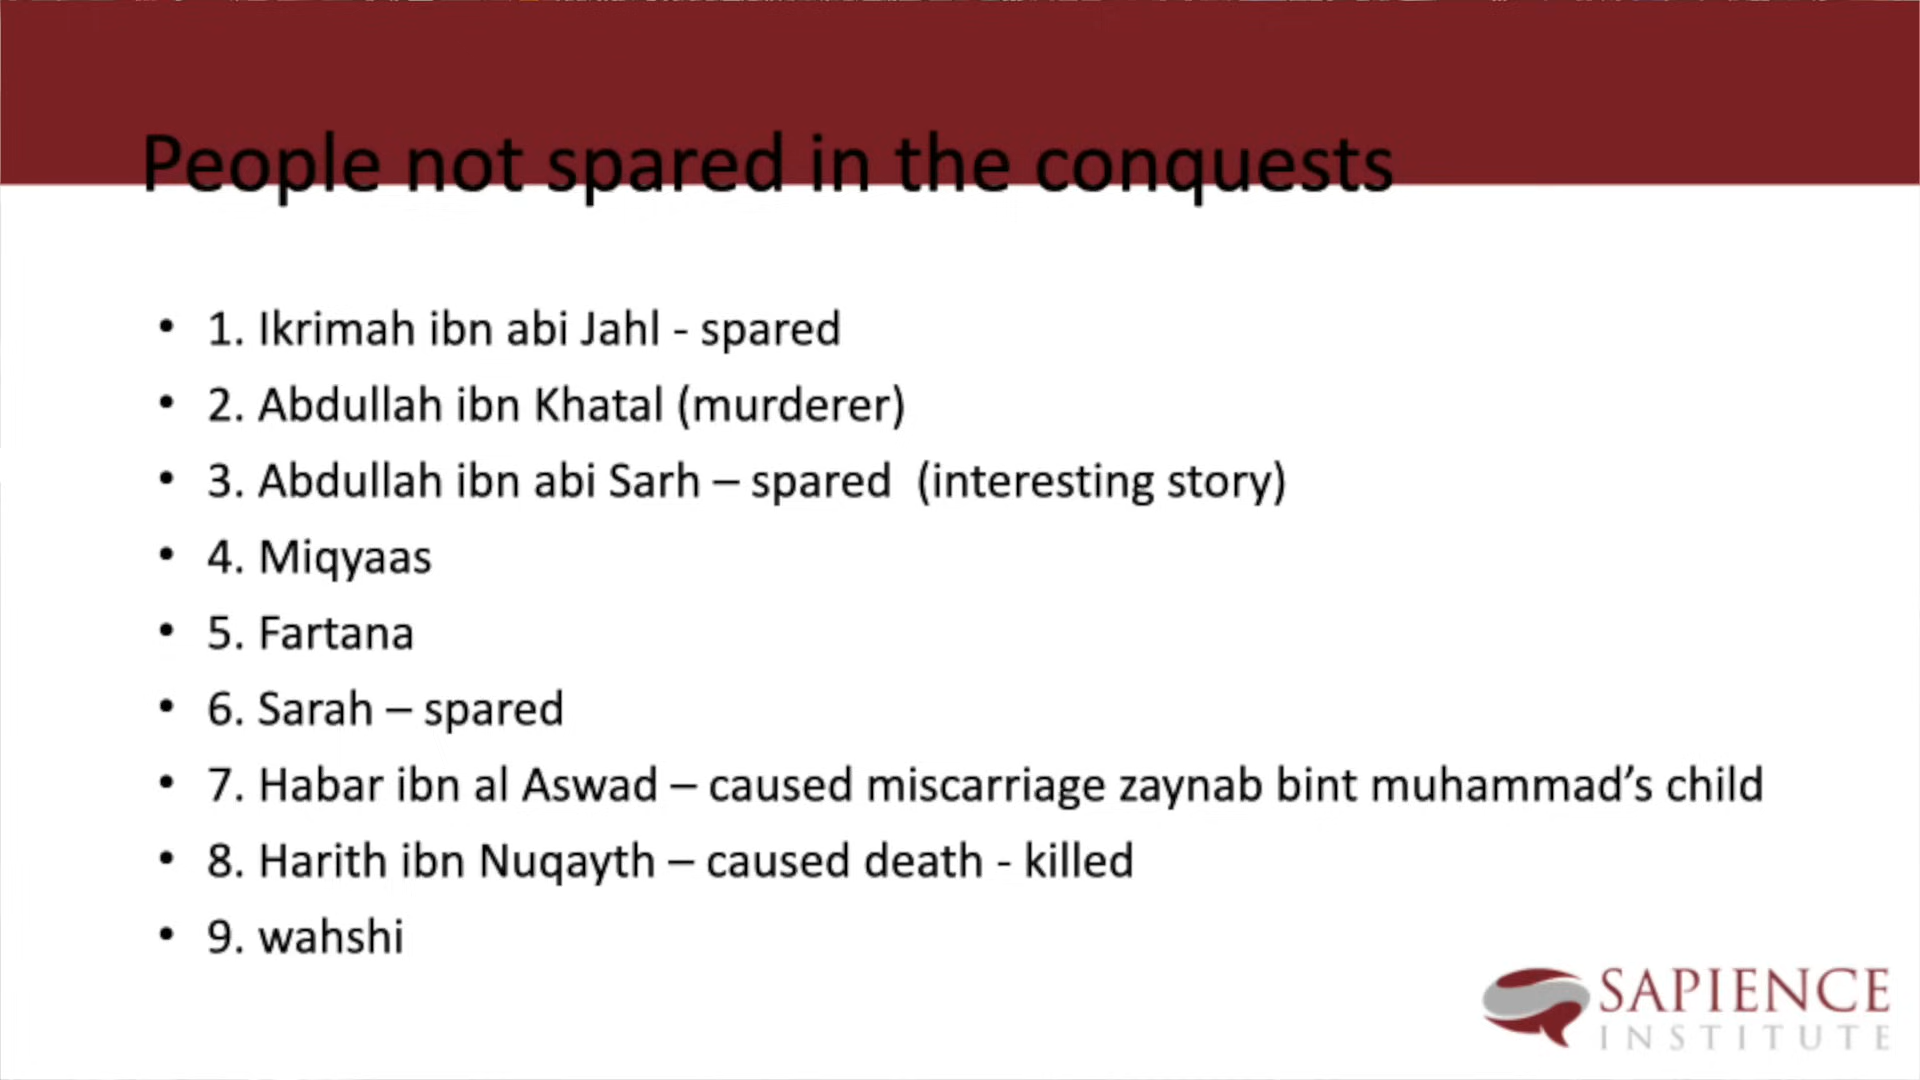 People not spared in the conquests
• 1. Ikrimah ibn abi Jahl - spared
• 2. Abdullah ibn Khatal (murderer)
• 3. Abdullah ibn abi Sarh – spared  (interesting story)
• 4. Miqyaas
• 5. Fartana
• 6. Sarah – spared
• 7. Habar ibn al Aswad – caused miscarriage zaynab bint muhammad’s child
• 8. Harith ibn Nuqayth – caused death - killed
• 9. wahshi
SAPIENCE
INSTITUTE